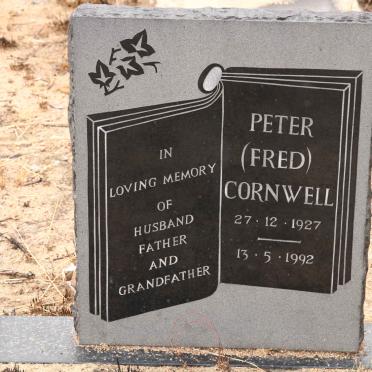 IN
LOVING MEMORY
OF
HUSBAND
FATHER
AND
GRANDFATHER
PETER
(FRED)
CORNWELL
27 · 12 · 1927
13 · 5 · 1992